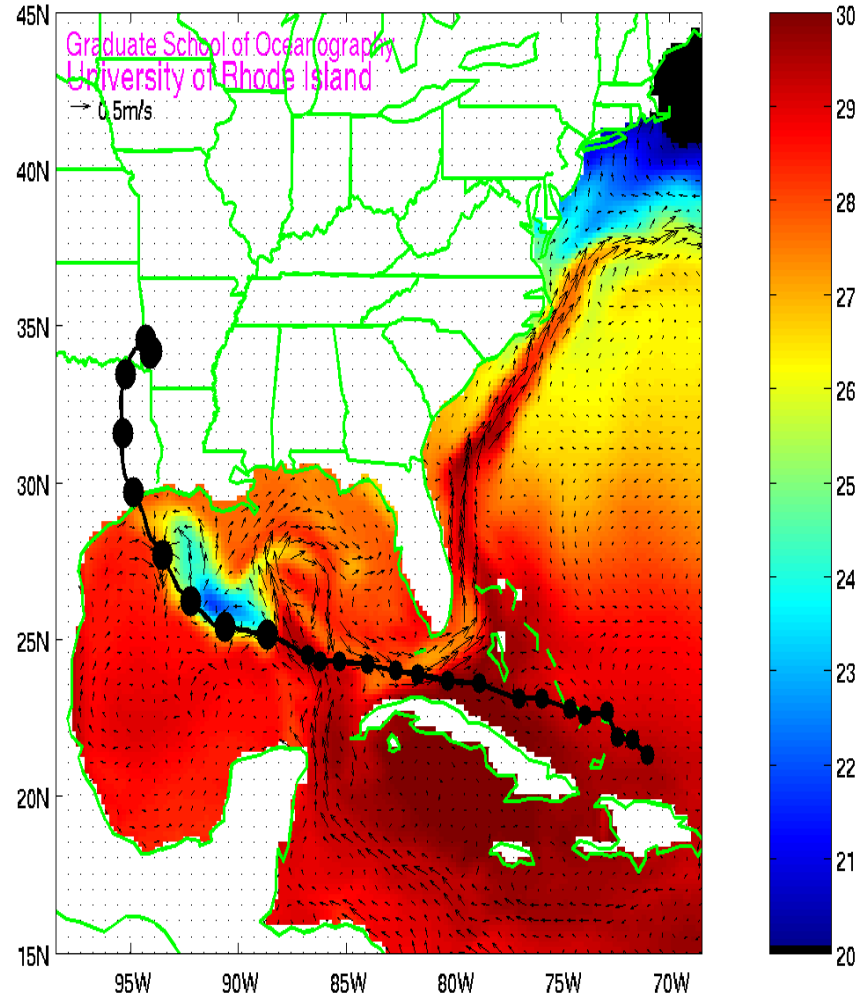 45N
Graduate School of Oceanography
University of Rhode Island
0.5m/s
40N
35N
30N
25N
20N
15N
95W 90W 85W 80W 75W 70W
30
29
28
27
26
25
24
23
22
21
20